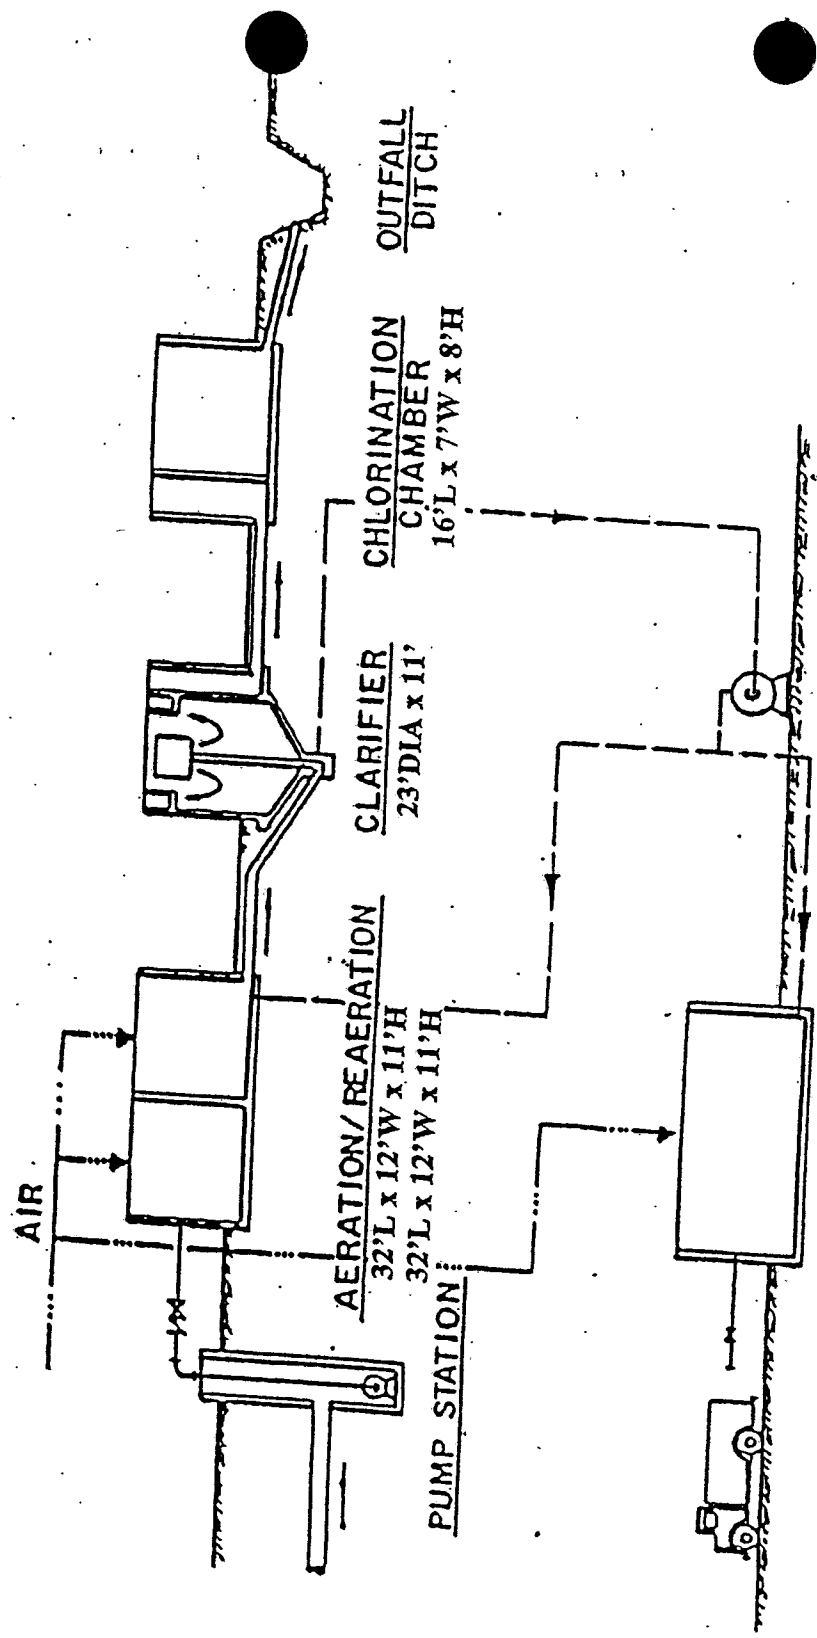 AIR
PUMP STATION
AERATION/REAERATION
32'L x 12'W x 11'H
32'L x 12'W x 11'H
CLARIFIER
23'DIA x 11'
CHLORINATION
CHAMBER
16'L x 7'W x 8'H
OUTFALL
DITCH